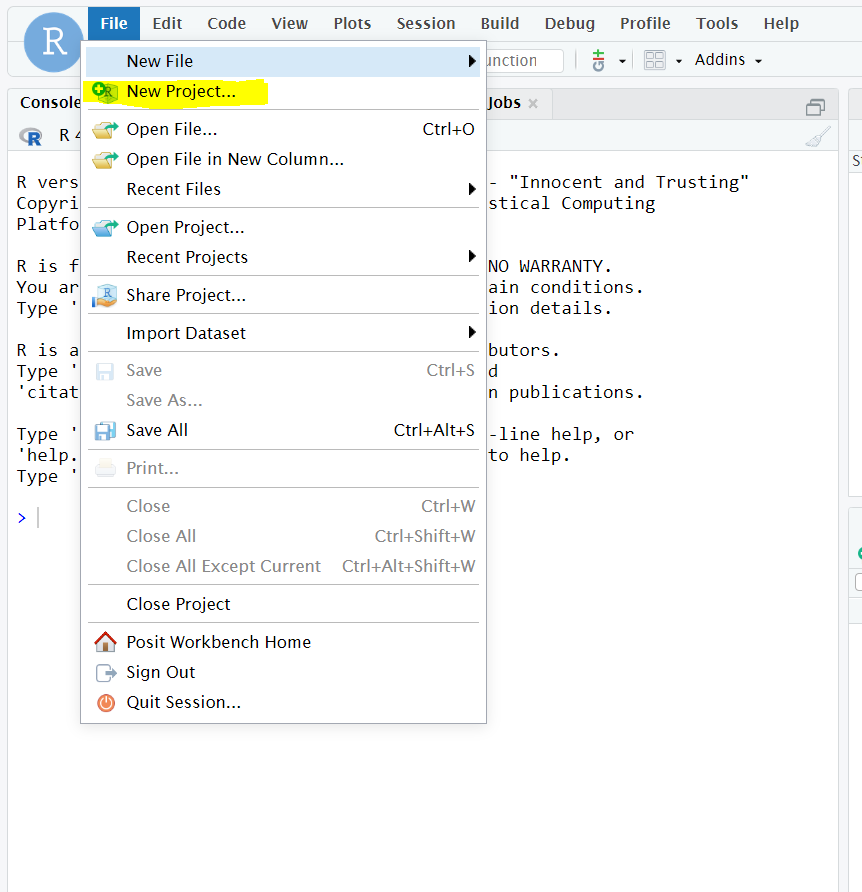 R
File Edit Code View Plots Session Build Debug Profile Tools Help
New File
unction
Addins
New Project...
Console
Jobs
Open File... Ctrl+O
R R 4
Open File in New Column...
Recent Files
R vers - "Innocent and Trusting"
Copyri stical Computing
Platfo
Open Project...
Recent Projects
R is f NO WARRANTY.
You ar ain conditions.
Type ' ion details.
Share Project...
Import Dataset
R is a butors.
Type ' d
'citat n publications.
Save Ctrl+S
Save As...
Save All Ctrl+Alt+S
Type ' -line help, or
'help. to help.
Type '
Print...
Close Ctrl+W
Close All Ctrl+Shift+W
Close All Except Current Ctrl+Alt+Shift+W
>
Close Project
Posit Workbench Home
Sign Out
Quit Session...